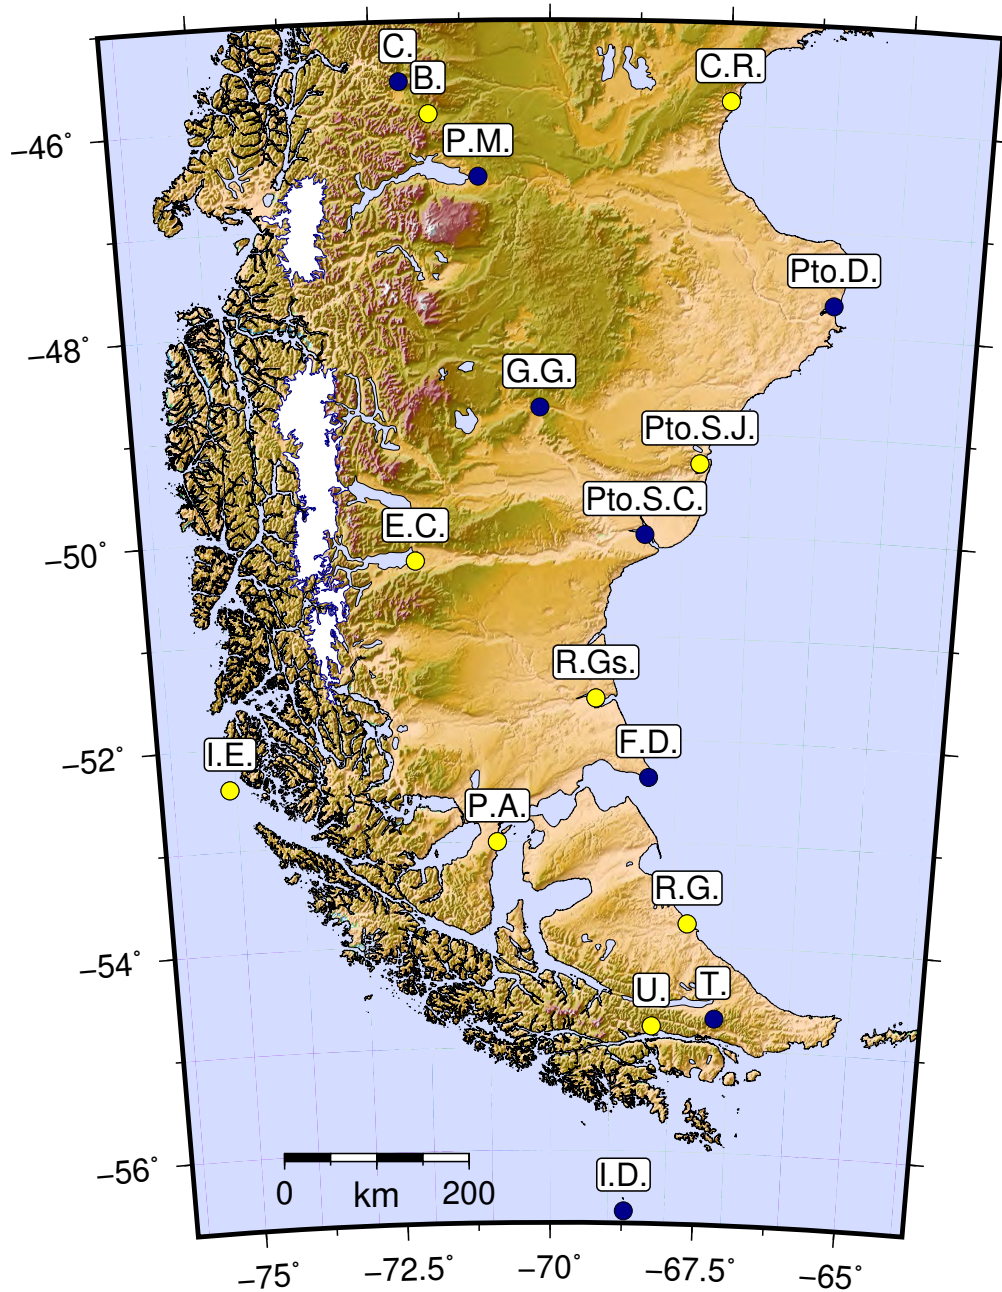 C.
B.
C.R.
P.M.
−46°
Pto.D.
−48°
G.G.
Pto.S.J.
Pto.S.C.
E.C.
−50°
R.Gs.
F.D.
I.E.
−52°
P.A.
R.G.
−54°
U.
T.
−56°
I.D.
0 km 200
−75° −72.5° −70° −67.5° −65°